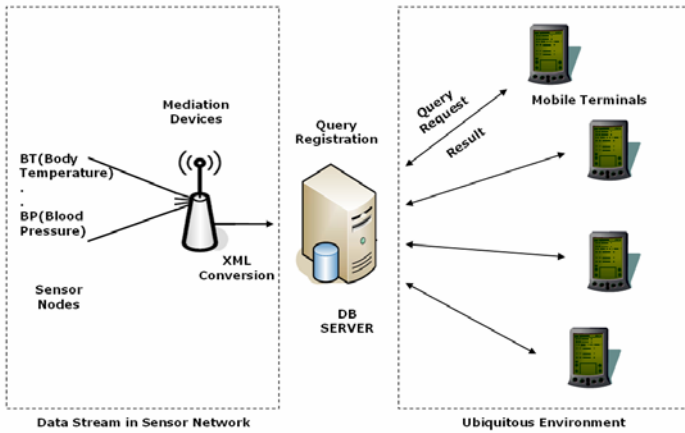 Mediation
Devices
BT(Body
Temperature)
.
.
BP(Blood
Pressure)
Sensor
Nodes
XML
Conversion
Query
Registration
DB
SERVER
Query
Request
Result
Mobile Terminals
Data Stream in Sensor Network
Ubiquitous Environment